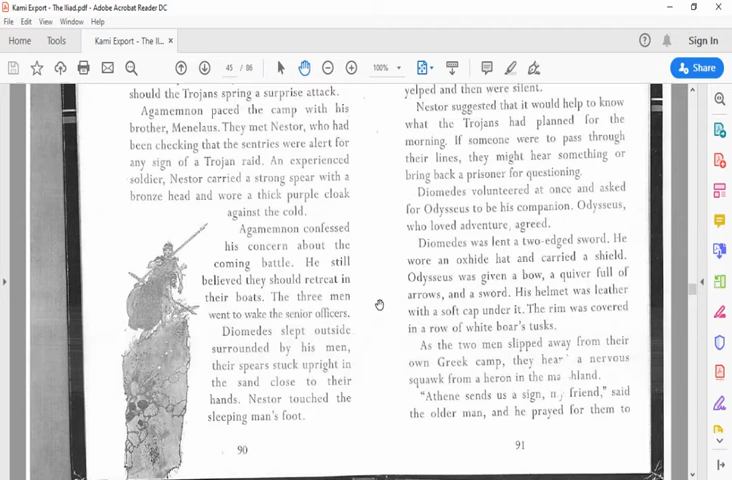 Kami Export - The Iliad.pdf - Adobe Acrobat Reader DC
File Edit View Window Help
Home Tools Kami Export - The Il... × Sign In
45 / 86 100% Share
should the Trojans spring a surprise attack.
Agamemnon paced the camp with his
brother, Menelaus. They met Nestor, who had
been checking that the sentries were alert for
any sign of a Trojan raid. An experienced
soldier, Nestor carried a strong spear with a
bronze head and wore a thick purple cloak
against the cold.
Agamemnon confessed
his concern about the
coming battle. He still
believed they should retreat in
their boats. The three men
went to wake the senior officers.
Diomedes slept outside
surrounded by his men,
their spears stuck upright in
the sand close to their
hands. Nestor touched the
sleeping man's foot.
90
yelped and then were silent.
Nestor suggested that it would help to know
what the Trojans had planned for the
morning. If someone were to pass through
their lines, they might hear something or
bring back a prisoner for questioning.
Diomedes volunteered at once and asked
for Odysseus to be his companion. Odysseus,
who loved adventure, agreed.
Diomedes was lent a two-edged sword. He
wore an oxhide hat and carried a shield.
Odysseus was given a bow, a quiver full of
arrows, and a sword. His helmet was leather
with a soft cap under it. The rim was covered
in a row of white boar's tusks.
As the two men slipped away from their
own Greek camp, they hear a nervous
squawk from a heron in the ma shland.
"Athene sends us a sign, my friend," said
the older man, and he prayed for them to
91